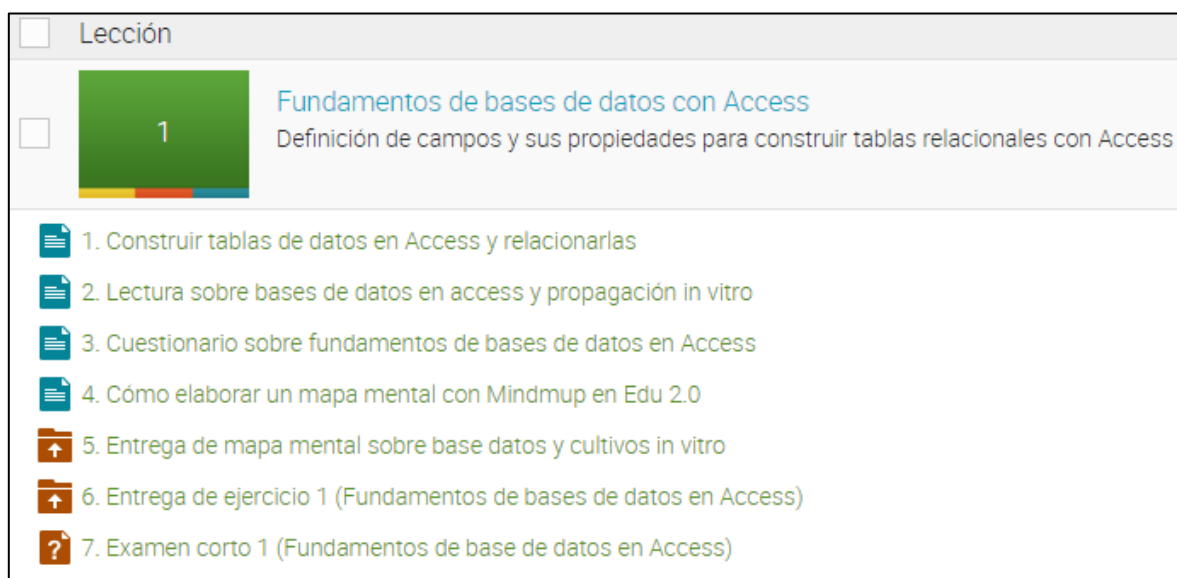 Lección
1
Fundamentos de bases de datos con Access
Definición de campos y sus propiedades para construir tablas relacionales con Access
1. Construir tablas de datos en Access y relacionarlas
2. Lectura sobre bases de datos en access y propagación in vitro
3. Cuestionario sobre fundamentos de bases de datos en Access
4. Cómo elaborar un mapa mental con Mindmup en Edu 2.0
5. Entrega de mapa mental sobre base datos y cultivos in vitro
6. Entrega de ejercicio 1 (Fundamentos de bases de datos en Access)
7. Examen corto 1 (Fundamentos de base de datos en Access)